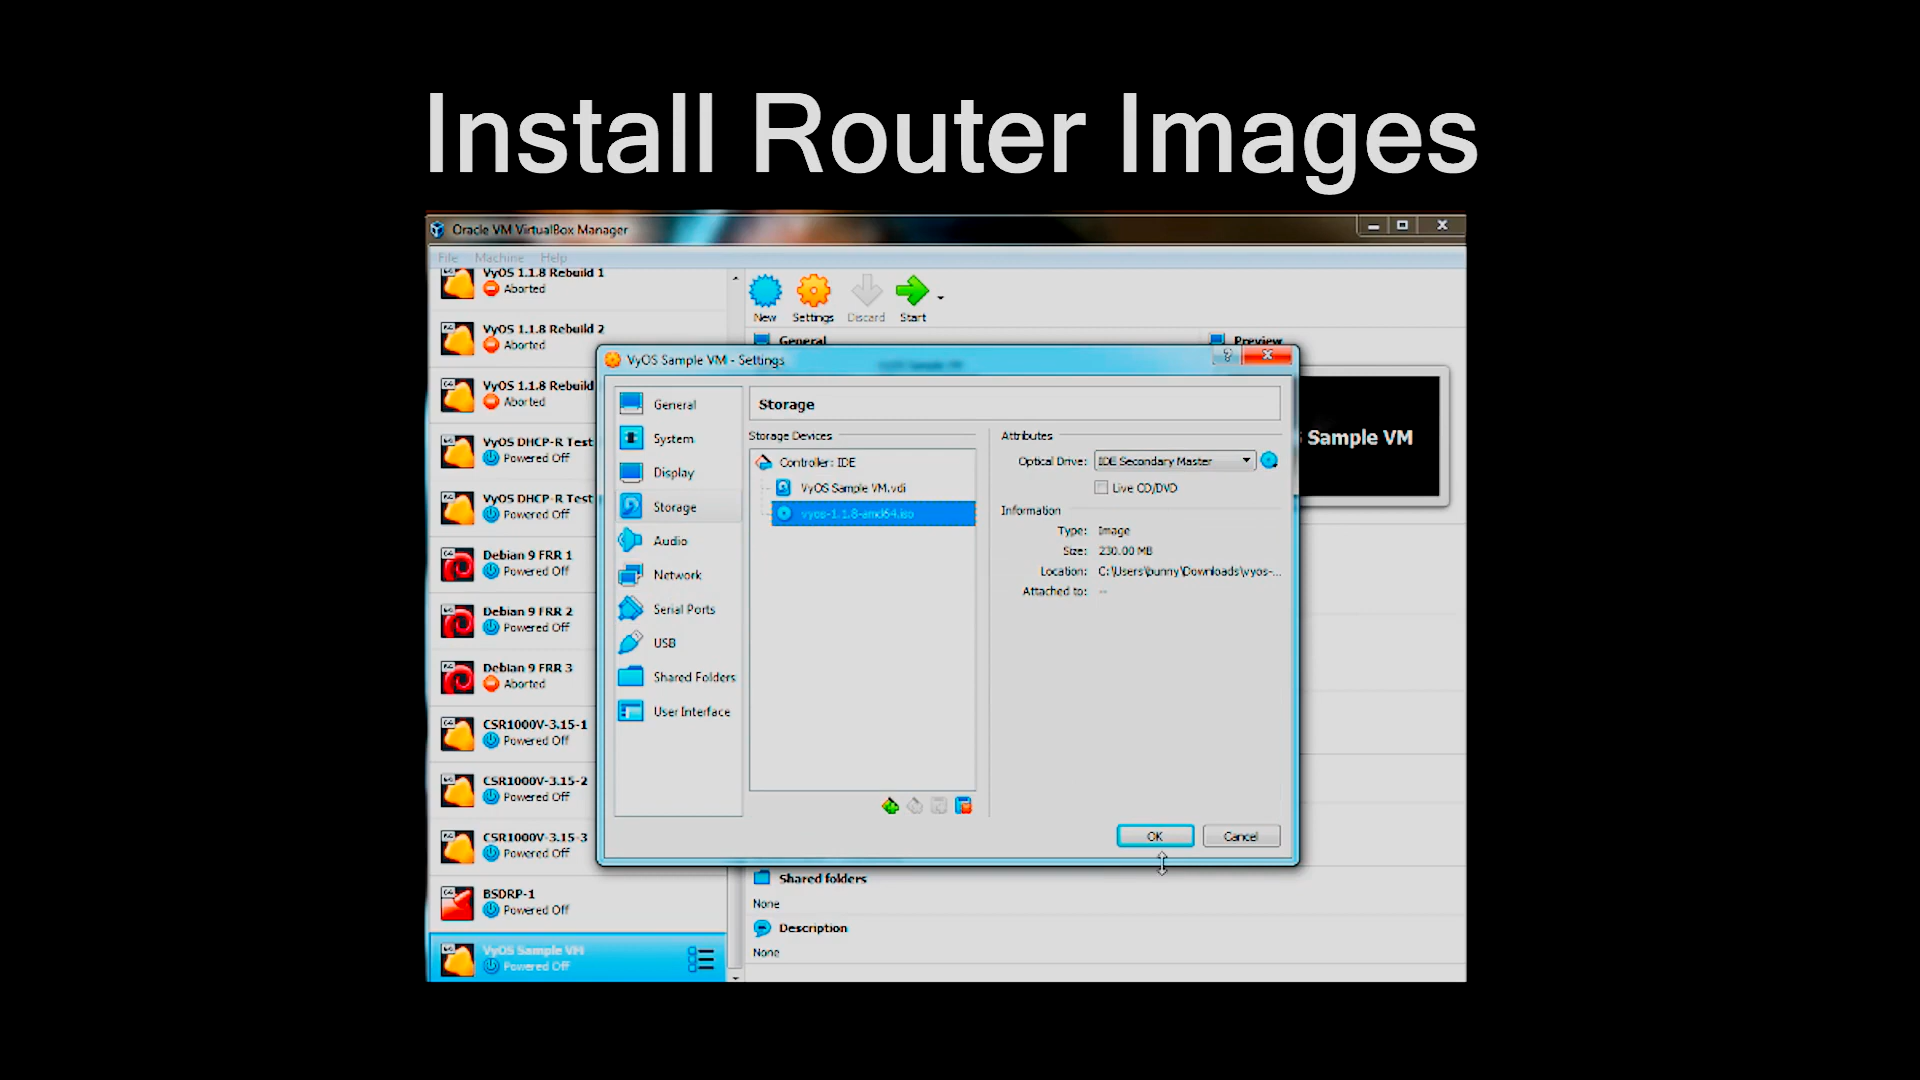 Install Router Images
Oracle VM VirtualBox Manager
File Machine Help
VyOS 1.1.8 Rebuild 1
Aborted
VyOS 1.1.8 Rebuild 2
Aborted
VyOS 1.1.8 Rebuild
Aborted
VyOS DHCP-R Test
Powered Off
VyOS DHCP-R Test
Powered Off
Debian 9 FRR 1
Powered Off
Debian 9 FRR 2
Powered Off
Debian 9 FRR 3
Aborted
CSR1000V-3.15-1
Powered Off
CSR1000V-3.15-2
Powered Off
CSR1000V-3.15-3
Powered Off
BSDRP-1
Powered Off
VyOS Sample VM
Powered Off
New Settings Discard Start
General
Preview
Sample VM
VyOS Sample VM - Settings
General
System
Display
Storage
Audio
Network
Serial Ports
USB
Shared Folders
User Interface
Storage
Storage Devices
Controller: IDE
VyOS Sample VM.vdi
vyos-1.1.8-amd64.iso
Attributes
Optical Drive: IDE Secondary Master
Live CD/DVD
Information
Type: Image
Size: 230.00 MB
Location: C:\Users\bunny\Downloads\vyos-...
Attached to: --
OK Cancel
Shared folders
None
Description
None